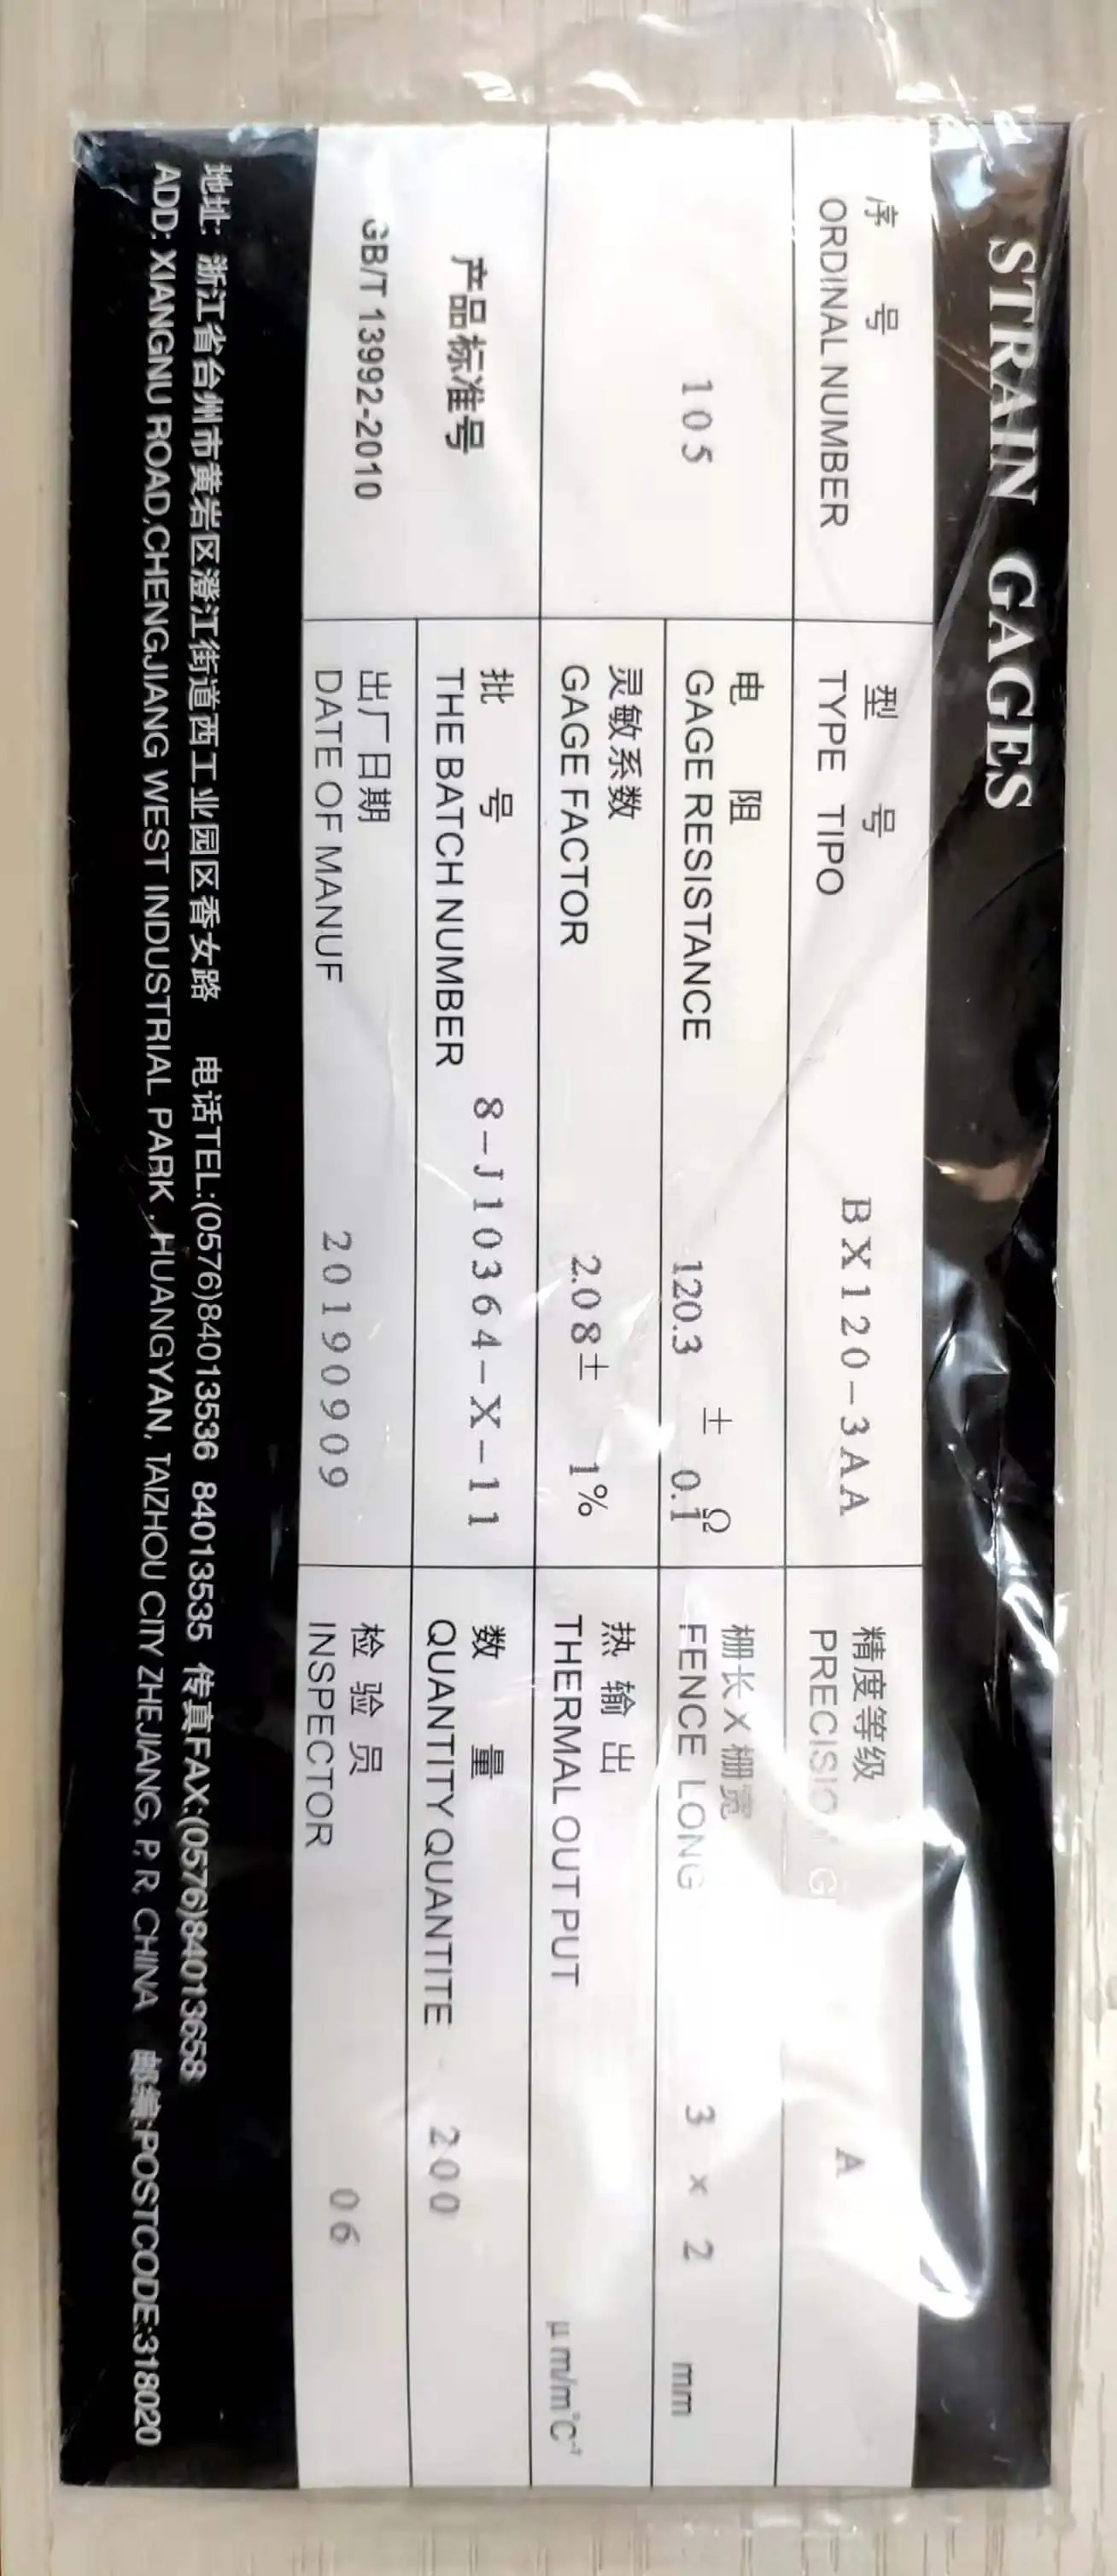 STRAIN GAGES
序 号
ORDINAL NUMBER
型 号
TYPE TIPO
BX120-3AA
精度等级
PRECISION G
A
105
电 阻
GAGE RESISTANCE
120.3 ± 0.1 Ω
栅长X栅宽
FENCE LONG
3 × 2 mm
灵敏系数
GAGE FACTOR
2.08± 1%
热 输 出
THERMAL OUT PUT
μm/m°C⁻¹
产品标准号
GB/T 13992-2010
批 号
THE BATCH NUMBER
8-J10364-X-11
数 量
QUANTITY QUANTITE
200
出厂日期
DATE OF MANUF
20190909
检 验 员
INSPECTOR
06
地址: 浙江省台州市黄岩区澄江街道西工业园区香女路 电话TEL:(0576)84013536 84013535 传真FAX:(0576)84013658
ADD: XIANGNU ROAD,CHENGJIANG WEST INDUSTRIAL PARK , HUANGYAN, TAIZHOU CITY ZHEJIANG, P, R, CHINA 邮编:POSTCODE:318020